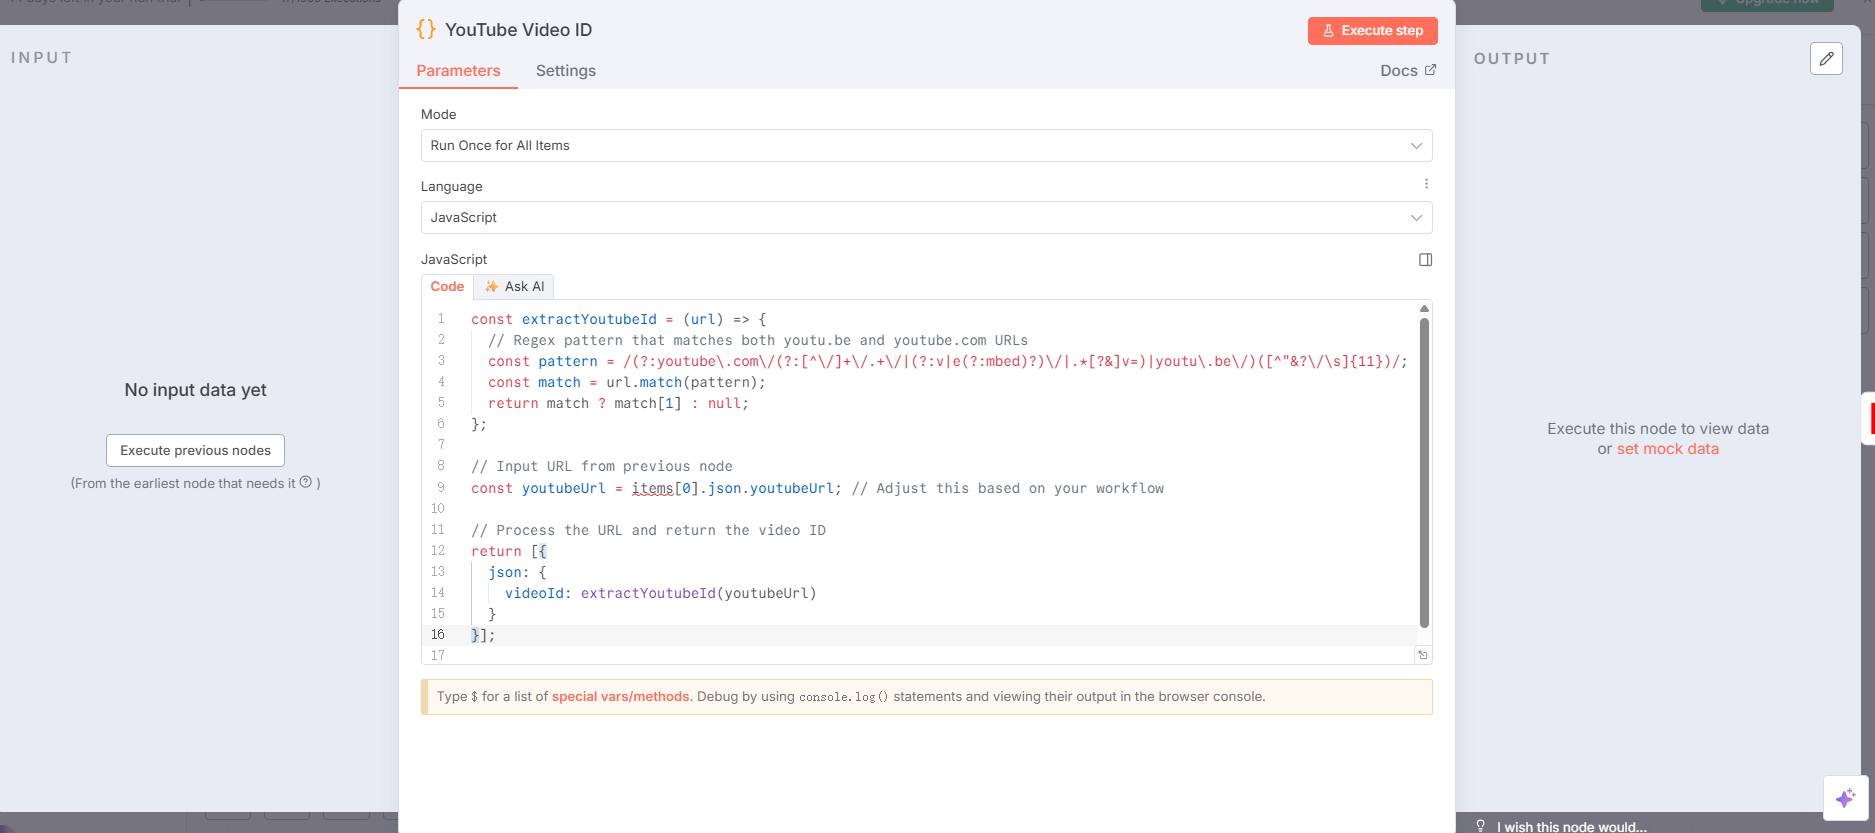 INPUT
No input data yet
Execute previous nodes
(From the earliest node that needs it )
YouTube Video ID
Execute step
Parameters
Settings
Docs
Mode
Run Once for All Items
Language
JavaScript
JavaScript
Code
Ask AI
1 const extractYoutubeId = (url) => {
2 // Regex pattern that matches both youtu.be and youtube.com URLs
3 const pattern = /(?:youtube\.com\/(?:[^\/]+\/.+\/|(?:v|e(?:mbed)?)\/|.*[?&]v=)|youtu\.be\/)([^"&?\/\s]{11})/;
4 const match = url.match(pattern);
5 return match ? match[1] : null;
6 };
7
8 // Input URL from previous node
9 const youtubeUrl = items[0].json.youtubeUrl; // Adjust this based on your workflow
10
11 // Process the URL and return the video ID
12 return [{
13 json: {
14 videoId: extractYoutubeId(youtubeUrl)
15 }
16 }];
17
Type $ for a list of special vars/methods. Debug by using console.log() statements and viewing their output in the browser console.
OUTPUT
Execute this node to view data
or set mock data
I wish this node would...